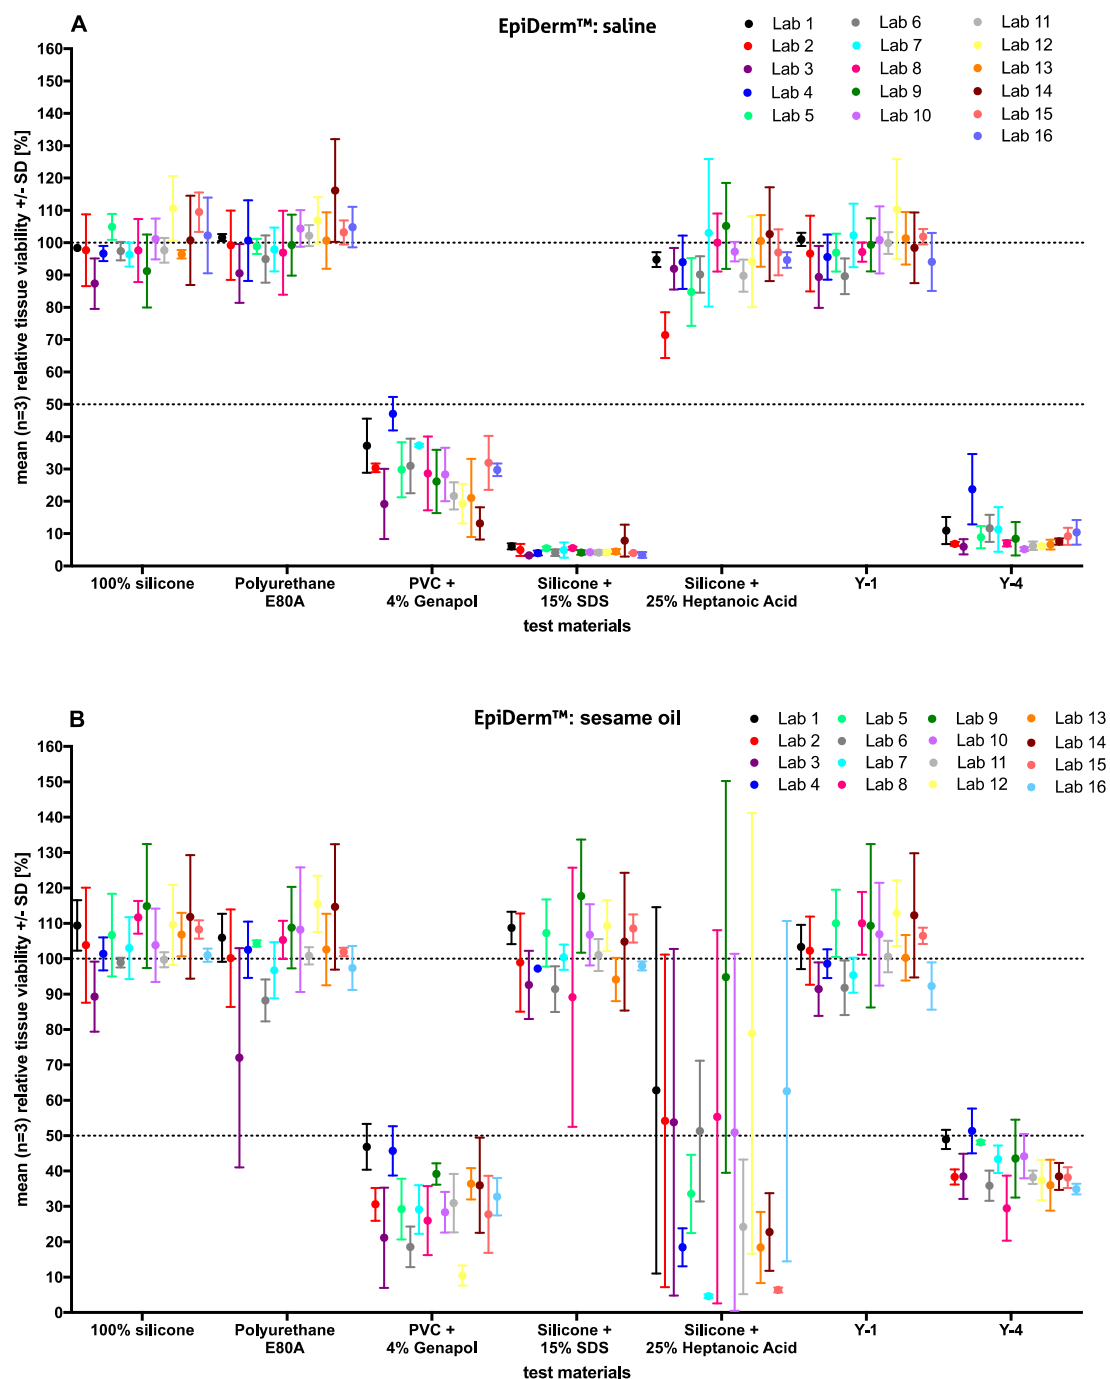 A
EpiDerm™: saline
Lab 1
Lab 2
Lab 3
Lab 4
Lab 5
Lab 6
Lab 7
Lab 8
Lab 9
Lab 10
Lab 11
Lab 12
Lab 13
Lab 14
Lab 15
Lab 16
mean (n=3) relative tissue viability +/- SD [%]
160
150
140
130
120
110
100
90
80
70
60
50
40
30
20
10
0
100% silicone
Polyurethane
E80A
PVC +
4% Genapol
Silicone +
15% SDS
Silicone +
25% Heptanoic Acid
Y-1
Y-4
test materials
B
EpiDerm™: sesame oil
Lab 1
Lab 2
Lab 3
Lab 4
Lab 5
Lab 6
Lab 7
Lab 8
Lab 9
Lab 10
Lab 11
Lab 12
Lab 13
Lab 14
Lab 15
Lab 16
mean (n=3) relative tissue viability +/- SD [%]
160
150
140
130
120
110
100
90
80
70
60
50
40
30
20
10
0
100% silicone
Polyurethane
E80A
PVC +
4% Genapol
Silicone +
15% SDS
Silicone +
25% Heptanoic Acid
Y-1
Y-4
test materials